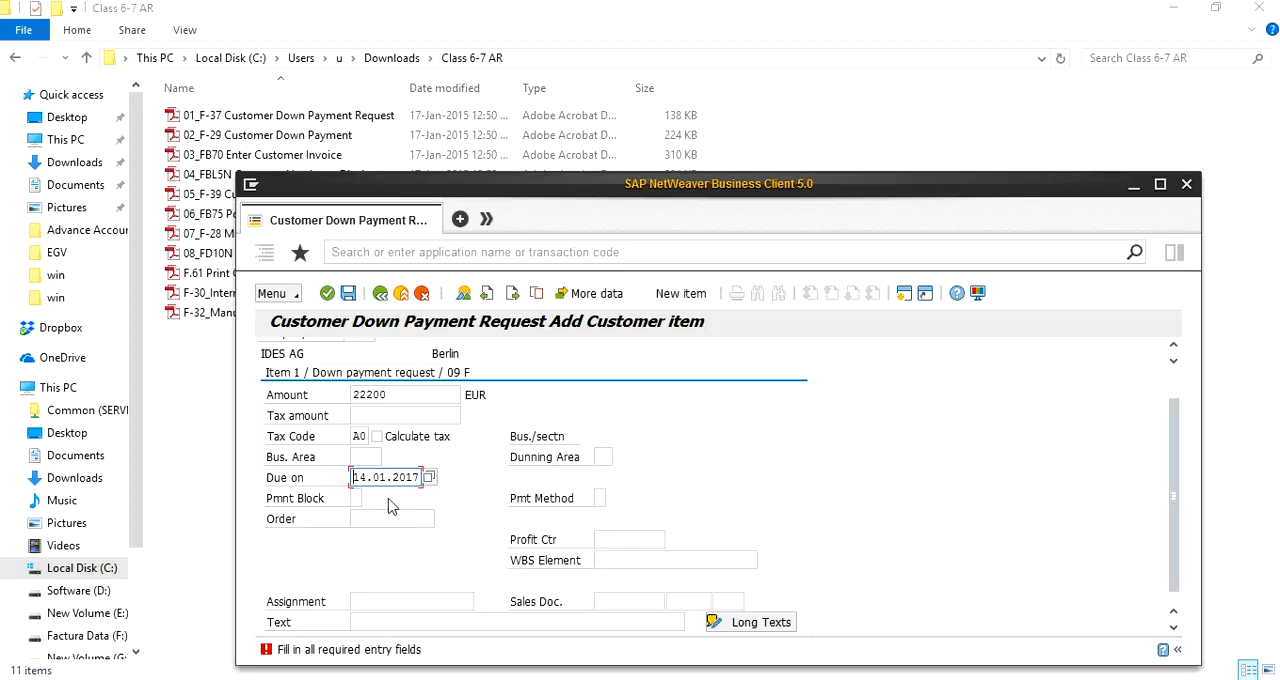 Class 6-7 AR
File Home Share View
This PC Local Disk (C:) Users u Downloads Class 6-7 AR Search Class 6-7 AR
Name Date modified Type Size
Quick access
Desktop
This PC
Downloads
Documents
Pictures
Advance Accour
EGV
win
win
Dropbox
OneDrive
This PC
Common (SERVI
Desktop
Documents
Downloads
Music
Pictures
Videos
Local Disk (C:)
Software (D:)
New Volume (E:)
Factura Data (F:)
New Volume (G:
11 items
01_F-37 Customer Down Payment Request 17-Jan-2015 12:50 ... Adobe Acrobat D... 138 KB
02_F-29 Customer Down Payment 17-Jan-2015 12:50 ... Adobe Acrobat D... 224 KB
03_FB70 Enter Customer Invoice 17-Jan-2015 12:50 ... Adobe Acrobat D... 310 KB
04_FBL5N
05_F-39 Cu
06_FB75 Po
07_F-28 M
08_FD10N
F.61 Print C
F-30_Intern
F-32_Manu
SAP NetWeaver Business Client 5.0
Customer Down Payment R...
Search or enter application name or transaction code
Menu More data New item
Customer Down Payment Request Add Customer item
IDES AG Berlin
Item 1 / Down payment request / 09 F
Amount 22200 EUR
Tax amount
Tax Code A0 Calculate tax Bus./sectn
Bus. Area Dunning Area
Due on 14.01.2017
Pmnt Block Pmt Method
Order
Profit Ctr
WBS Element
Assignment Sales Doc.
Text Long Texts
Fill in all required entry fields